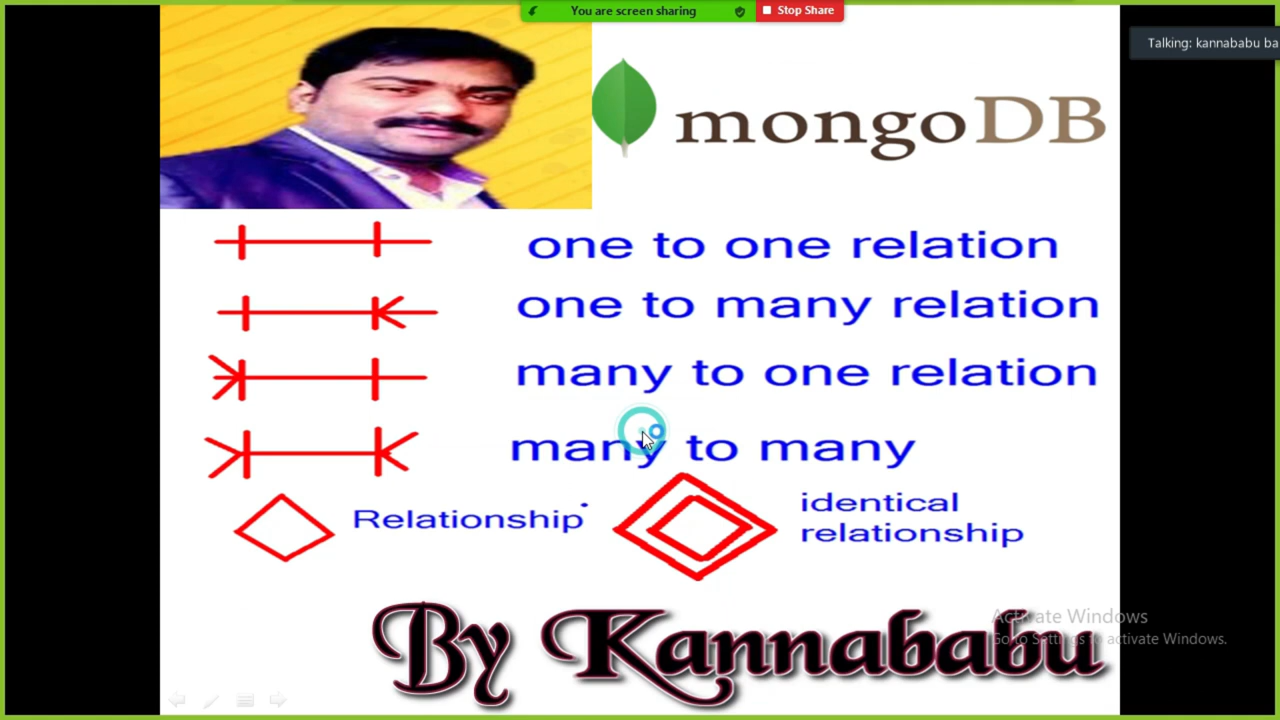 You are screen sharing
Stop Share
Talking: kannababu ba
mongoDB
one to one relation
one to many relation
many to one relation
many to many
Relationship
identical
relationship
By Kannababu
Activate Windows
Go to Settings to activate Windows.